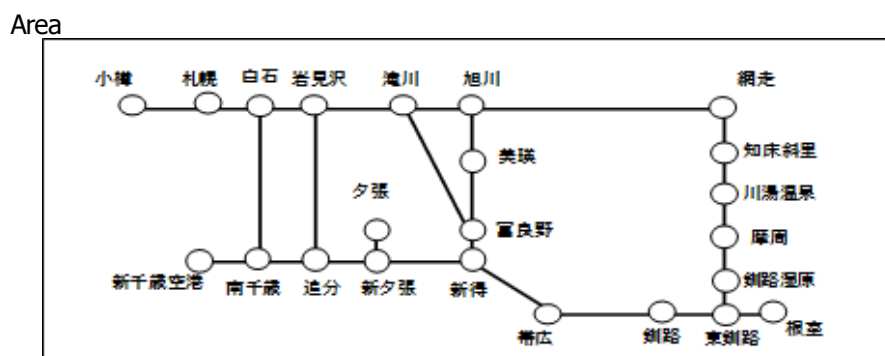 Area
小樽 札幌 白石 岩見沢 滝川 旭川 網走
美瑛 知床斜里
夕張 川湯温泉
富良野 摩周
新千歳空港 南千歳 追分 新夕張 新得 釧路湿原
帯広 釧路 東釧路 根室